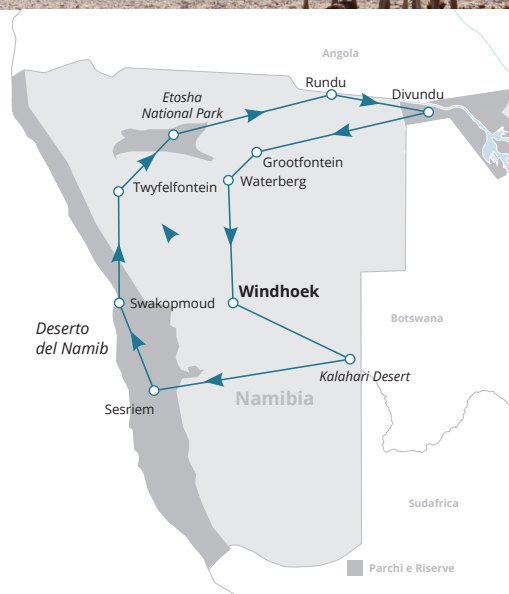 Angola
Rundu
Divundu
Etosha
National Park
Grootfontein
Twyfelfontein
Waterberg
Windhoek
Swakopmoud
Botswana
Deserto
del Namib
Kalahari Desert
Namibia
Sesriem
Sudafrica
Parchi e Riserve